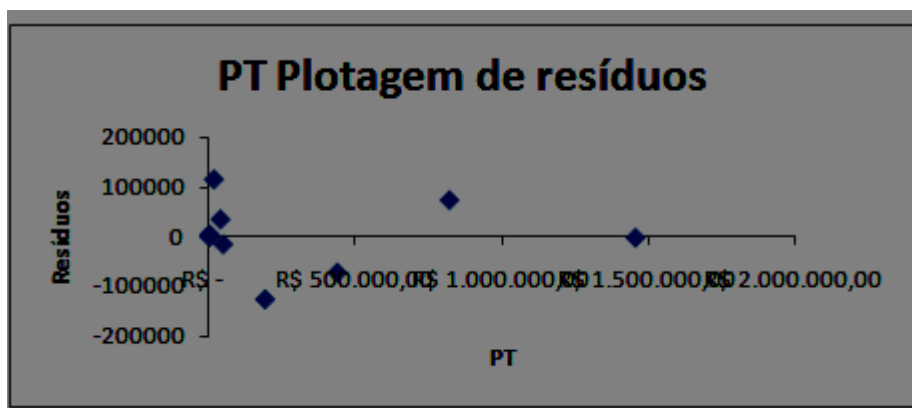 PT Plotagem de resíduos
200000
100000
0
-100000
-200000
Resíduos
R$ -
R$ 500.000,00
R$ 1.000.000,00
R$ 1.500.000,00
R$ 2.000.000,00
PT